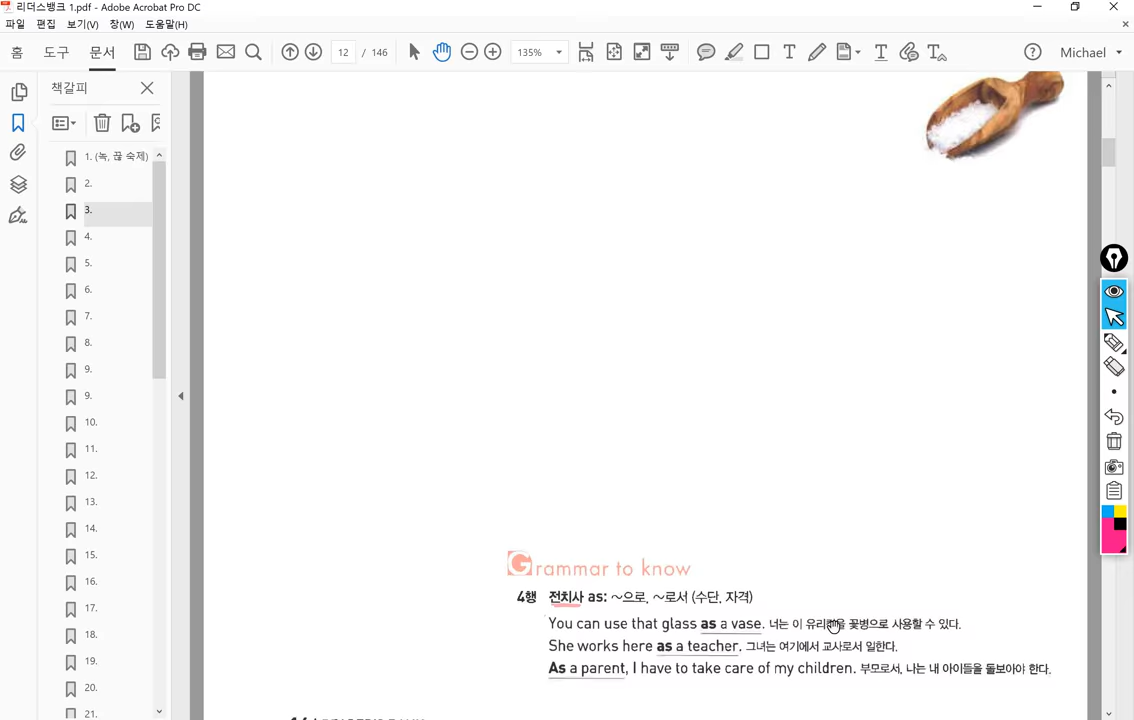 리더스뱅크 1.pdf - Adobe Acrobat Pro DC
파일 편집 보기(V) 창(W) 도움말(H)
홈 도구 문서 12 / 146 135% Michael
책갈피
1. (녹, 끊 숙제)
2.
3.
4.
5.
6.
7.
8.
9.
9.
10.
11.
12.
13.
14.
15.
16.
17.
18.
19.
20.
21.
Grammar to know
4행 전치사 as: ~으로, ~로서 (수단, 자격)
You can use that glass as a vase. 너는 이 유리컵을 꽃병으로 사용할 수 있다.
She works here as a teacher. 그녀는 여기에서 교사로서 일한다.
As a parent, I have to take care of my children. 부모로서, 나는 내 아이들을 돌보아야 한다.